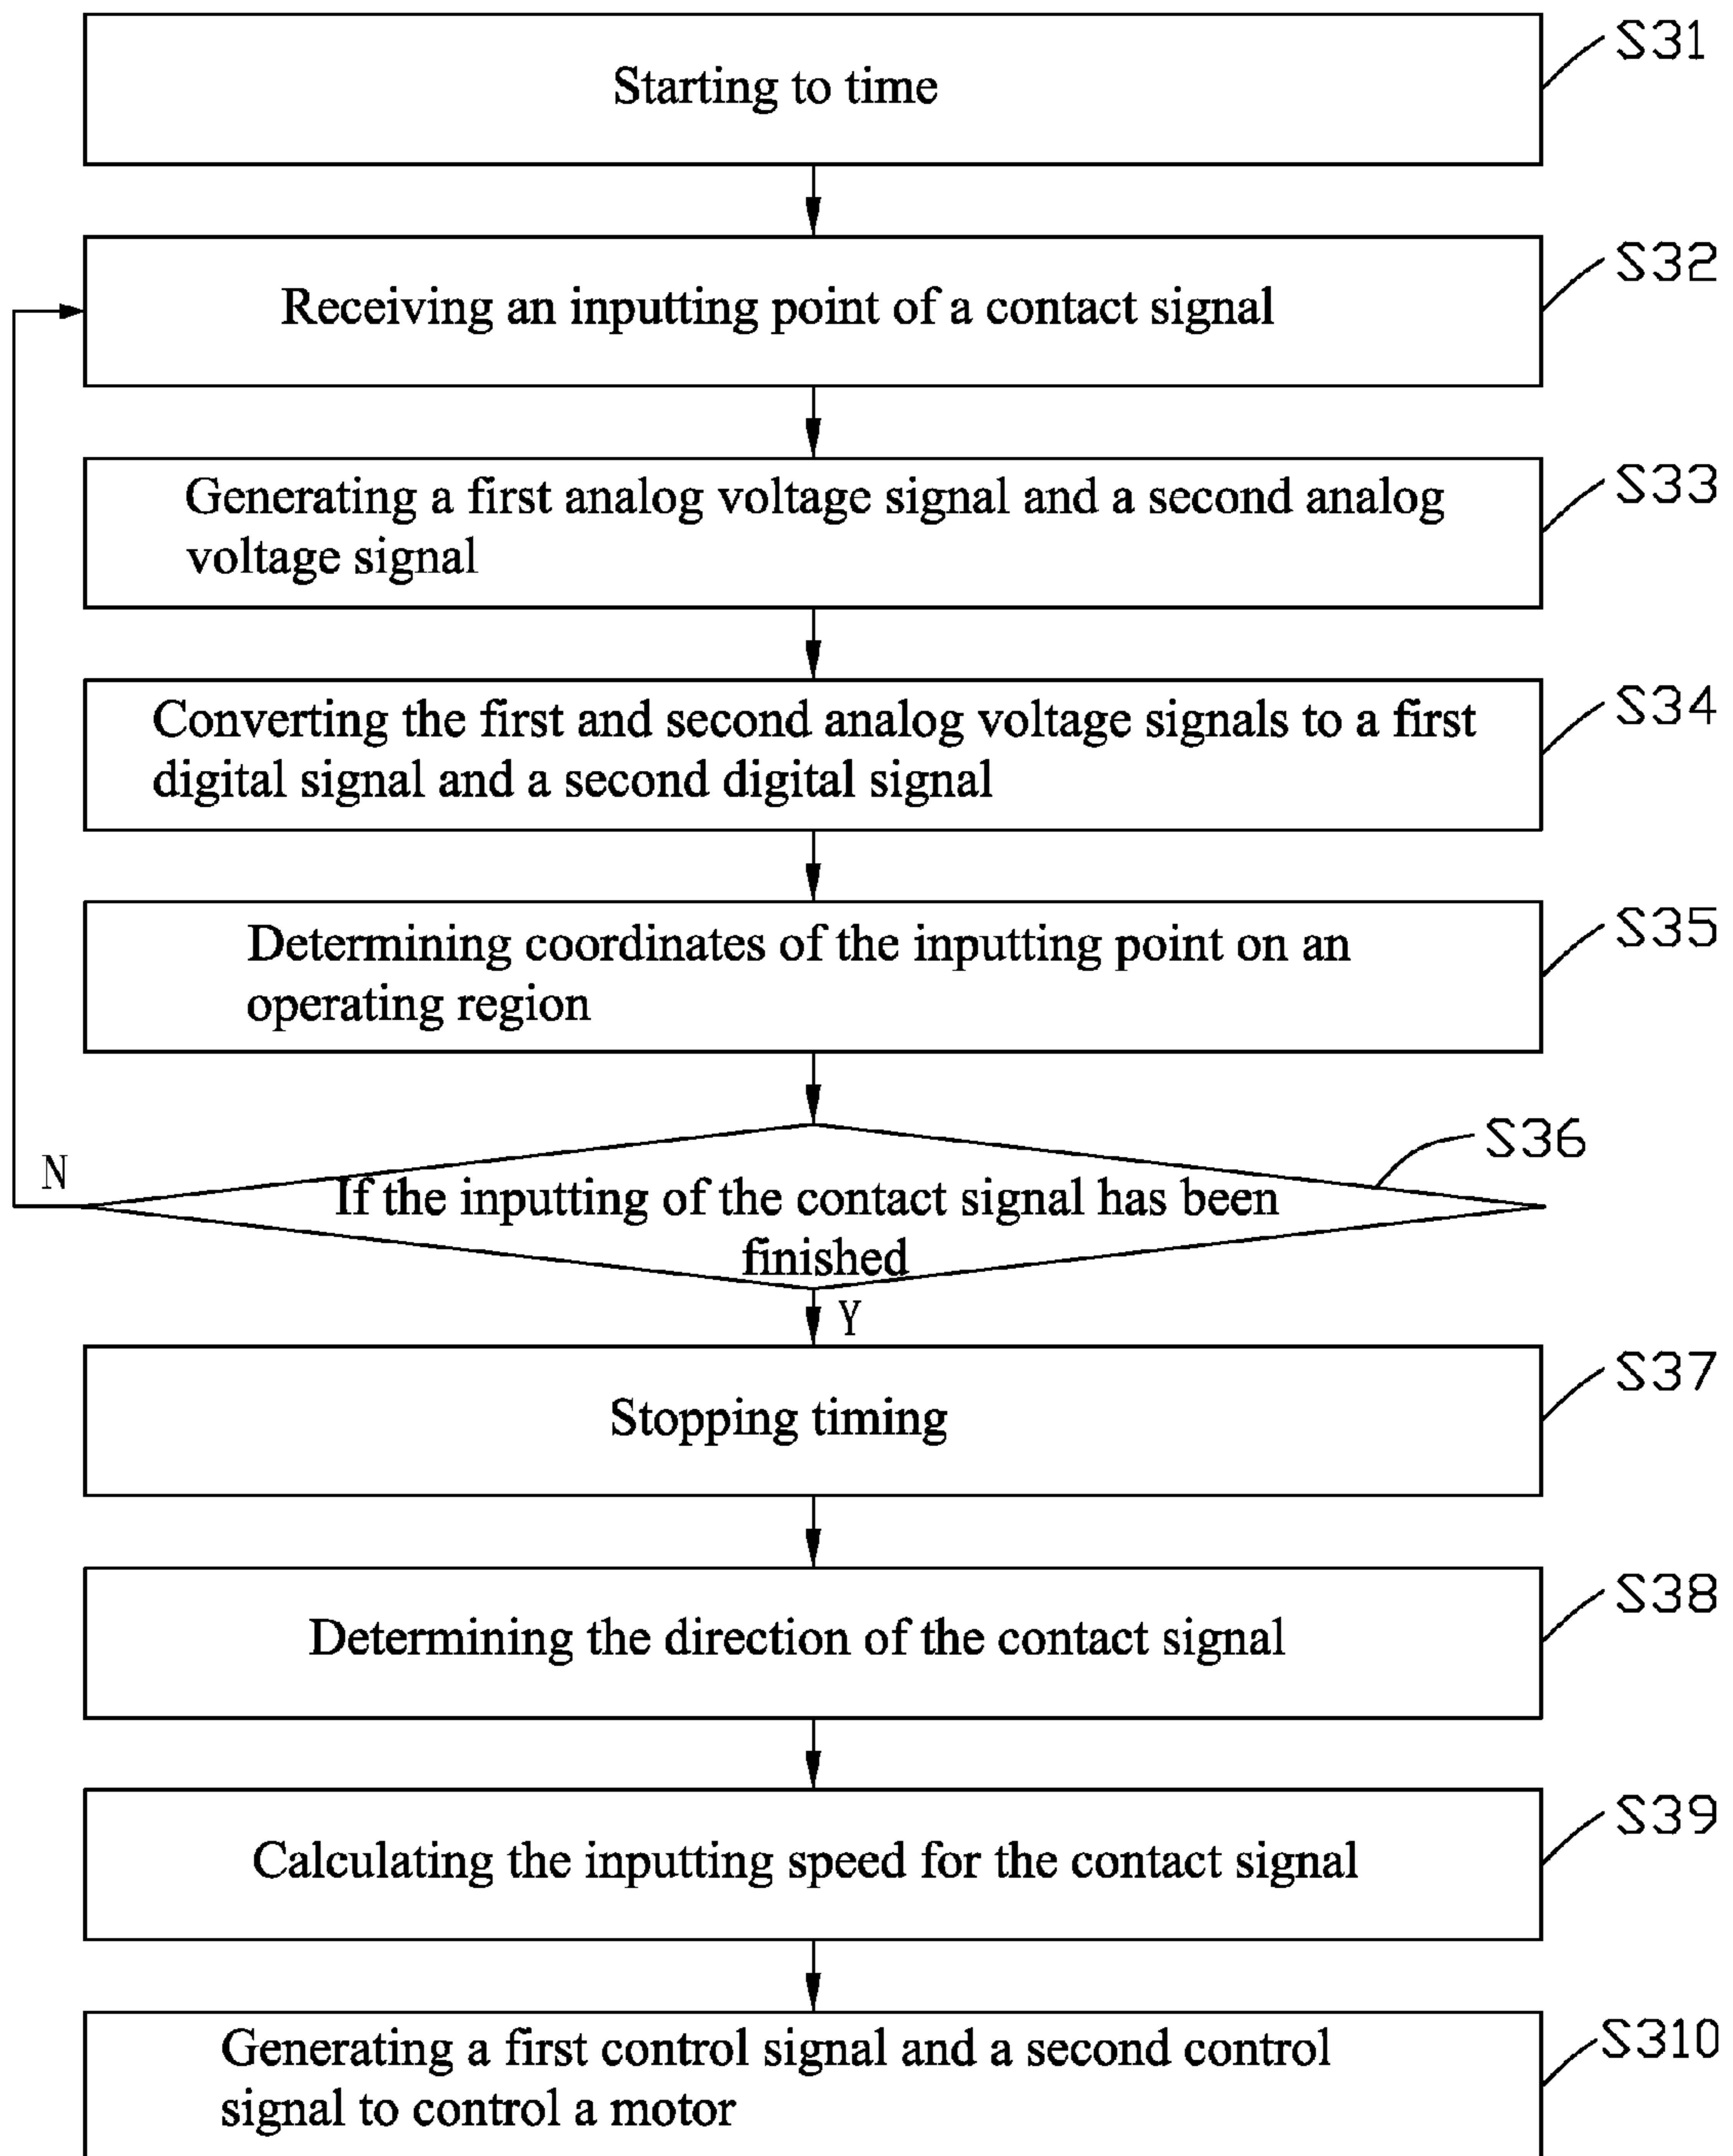 Starting to time
S31
Receiving an inputting point of a contact signal
S32
Generating a first analog voltage signal and a second analog
voltage signal
S33
Converting the first and second analog voltage signals to a first
digital signal and a second digital signal
S34
Determining coordinates of the inputting point on an
operating region
S35
S36
N
If the inputting of the contact signal has been
finished
Y
Stopping timing
S37
Determining the direction of the contact signal
S38
Calculating the inputting speed for the contact signal
S39
Generating a first control signal and a second control
signal to control a motor
S310